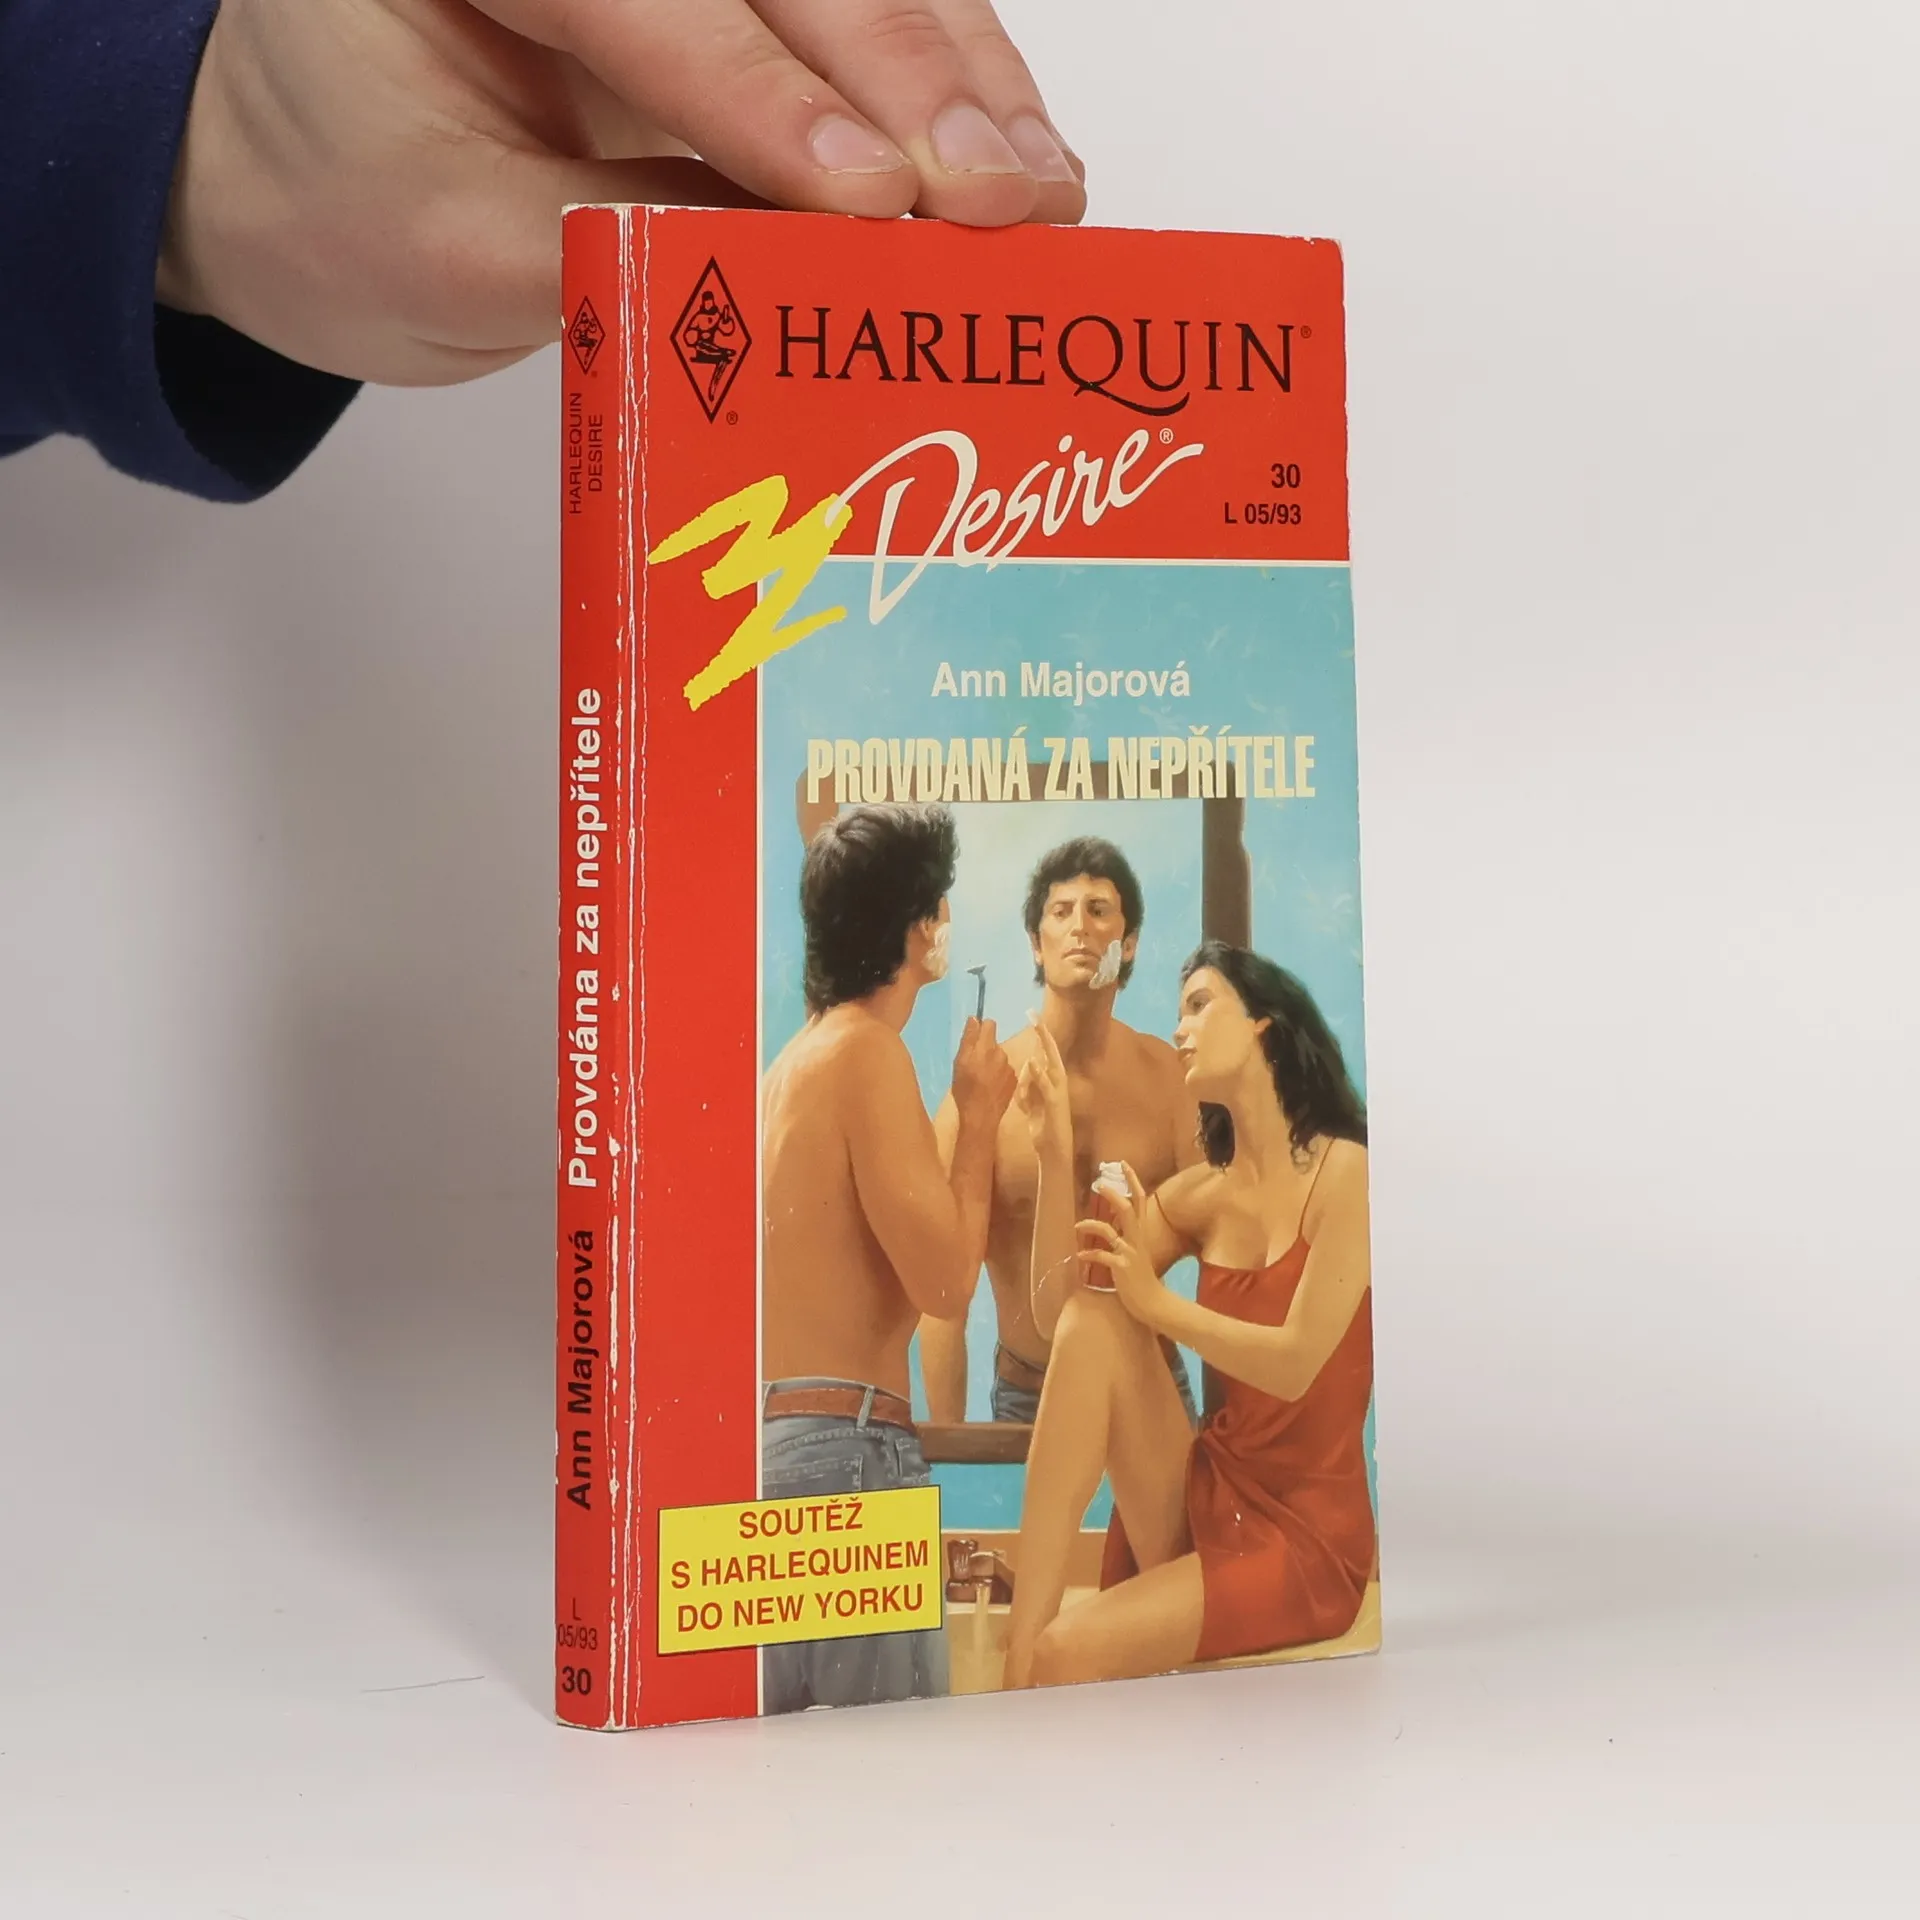 HARLEQUIN®
Desire®
30
L 05/93
Ann Majorová
PROVDANÁ ZA NEPŘÍTELE
SOUTĚŽ
S HARLEQUINEM
DO NEW YORKU
HARLEQUIN
DESIRE
Provdána za nepřítele
Ann Majorová
L
05/93
30